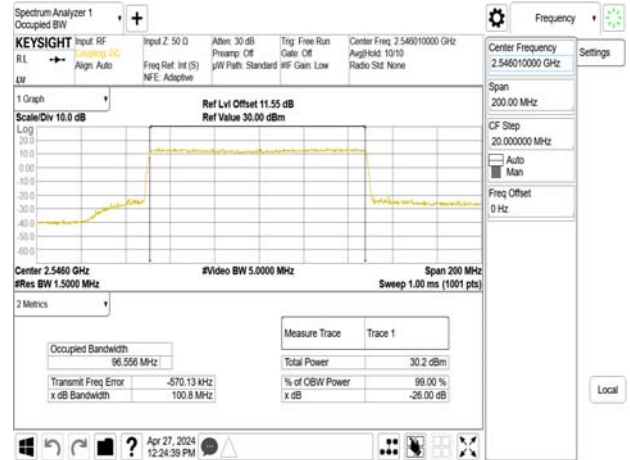 Spectrum Analyzer 1
Occupied BW
Frequency
KEYSIGHT
RL
Input: RF
Coupling: DC
Align: Auto
Input Z: 50 Ω
Freq Ref: Int (S)
NFE: Adaptive
Atten: 30 dB
Preamp: Off
µW Path: Standard
Trig: Free Run
Gate: Off
#IF Gain: Low
Center Freq: 2.546010000 GHz
Avg|Hold: 10/10
Radio Std: None
Center Frequency
2.546010000 GHz
Settings
Span
200.00 MHz
CF Step
20.000000 MHz
Auto
Man
Freq Offset
0 Hz
Local
1 Graph
Scale/Div 10.0 dB
Ref Lvl Offset 11.55 dB
Ref Value 30.00 dBm
Log
20.0
10.0
0.00
-10.0
-20.0
-30.0
-40.0
-50.0
-60.0
Center 2.5460 GHz
#Video BW 5.0000 MHz
Span 200 MHz
#Res BW 1.5000 MHz
Sweep 1.00 ms (1001 pts)
2 Metrics
Measure Trace
Trace 1
Occupied Bandwidth
96.556 MHz
Total Power
30.2 dBm
Transmit Freq Error
-570.13 kHz
% of OBW Power
99.00 %
x dB Bandwidth
100.8 MHz
x dB
-26.00 dB
?
Apr 27, 2024
12:24:39 PM